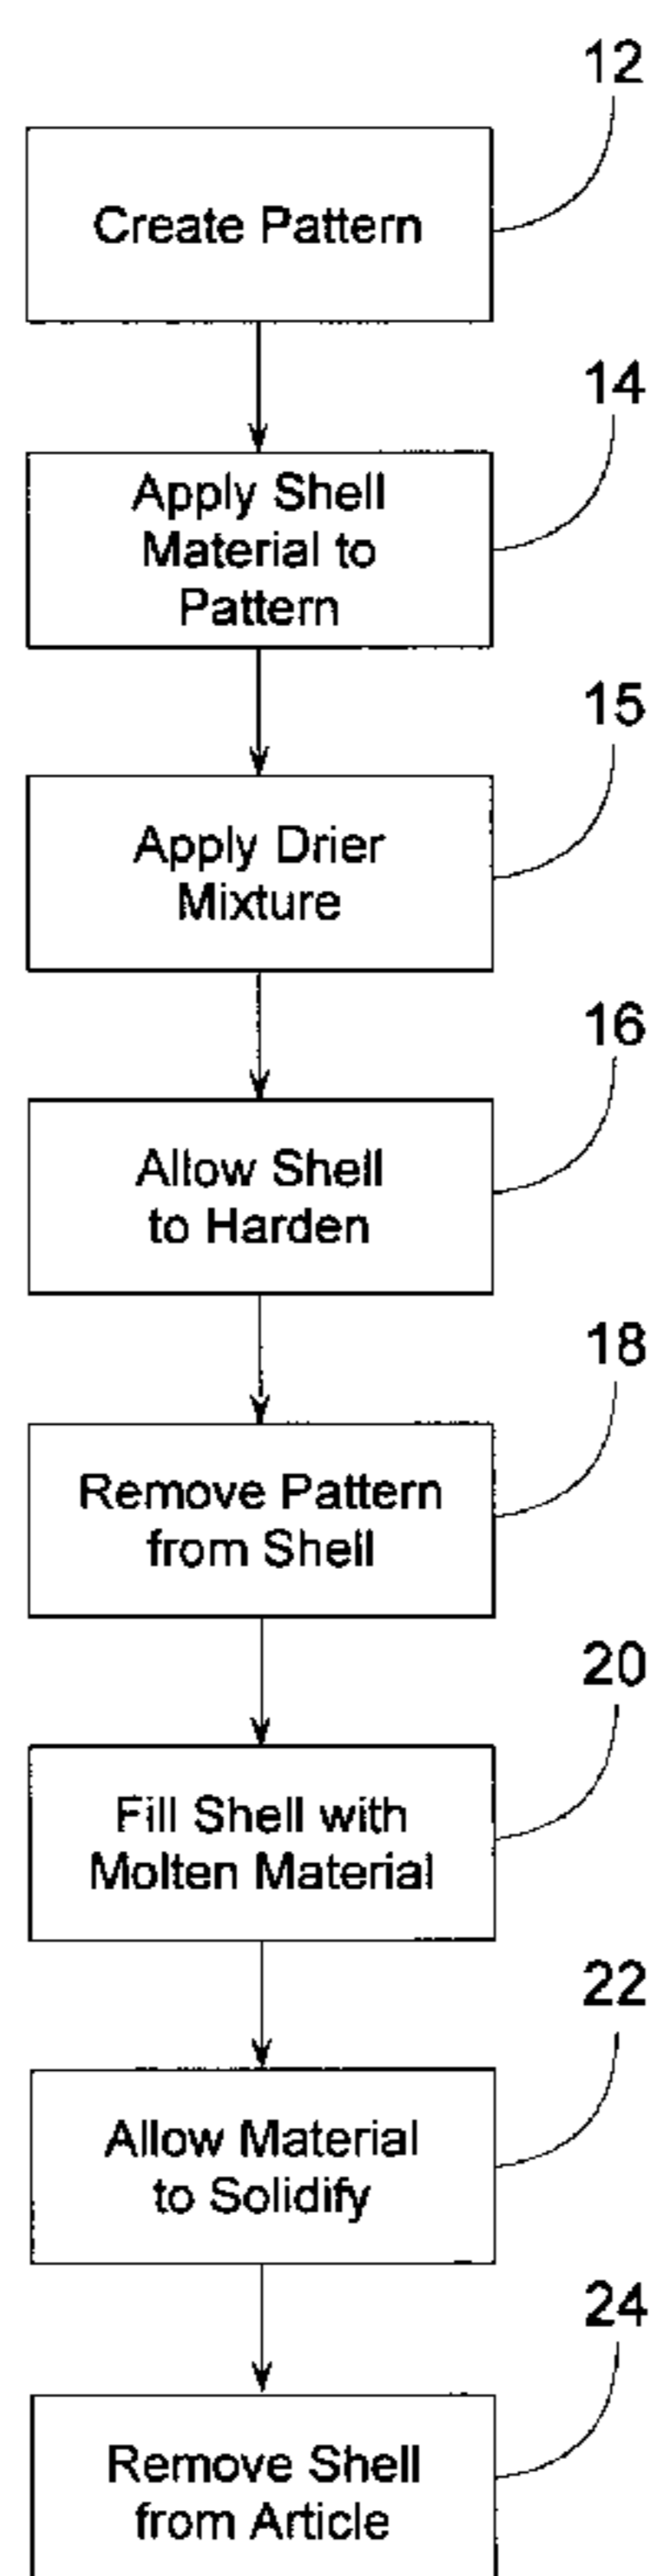 12
Create Pattern
14
Apply Shell
Material to
Pattern
15
Apply Drier
Mixture
16
Allow Shell
to Harden
18
Remove Pattern
from Shell
20
Fill Shell with
Molten Material
22
Allow Material
to Solidify
24
Remove Shell
from Article